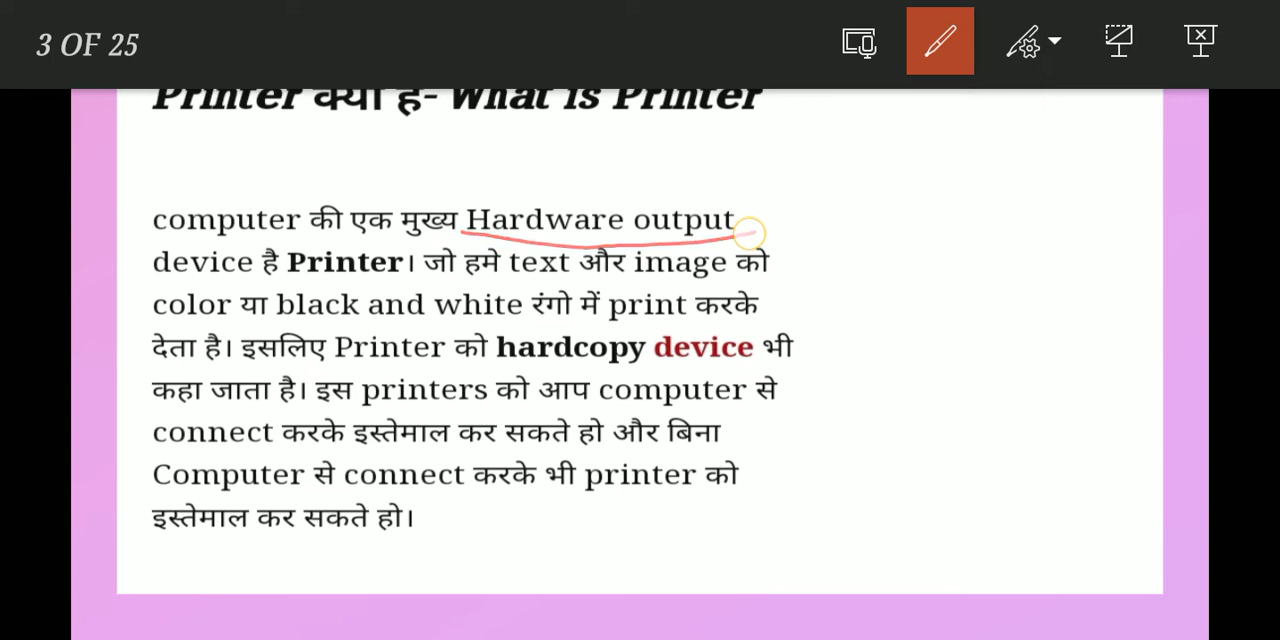 3 OF 25
Printer क्या है- What is Printer
computer की एक मुख्य Hardware output
device है Printer। जो हमे text और image को
color या black and white रंगो में print करके
देता है। इसलिए Printer को hardcopy device भी
कहा जाता है। इस printers को आप computer से
connect करके इस्तेमाल कर सकते हो और बिना
Computer से connect करके भी printer को
इस्तेमाल कर सकते हो।